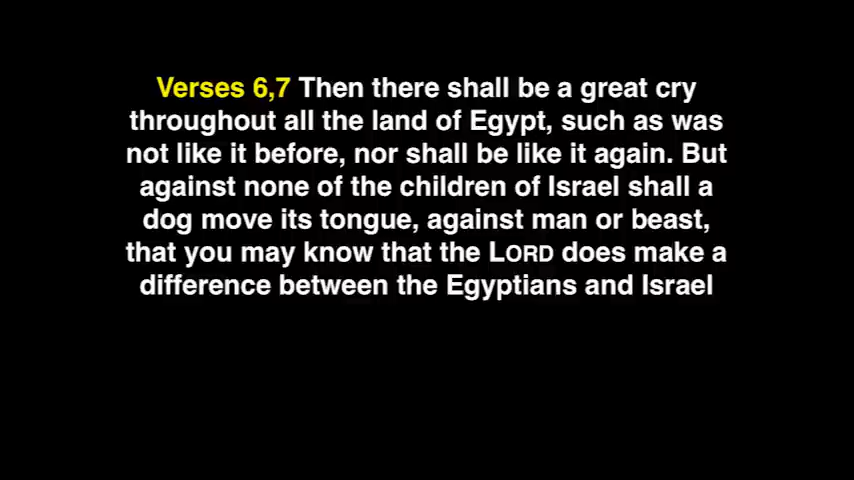 Verses 6,7 Then there shall be a great cry
throughout all the land of Egypt, such as was
not like it before, nor shall be like it again. But
against none of the children of Israel shall a
dog move its tongue, against man or beast,
that you may know that the LORD does make a
difference between the Egyptians and Israel